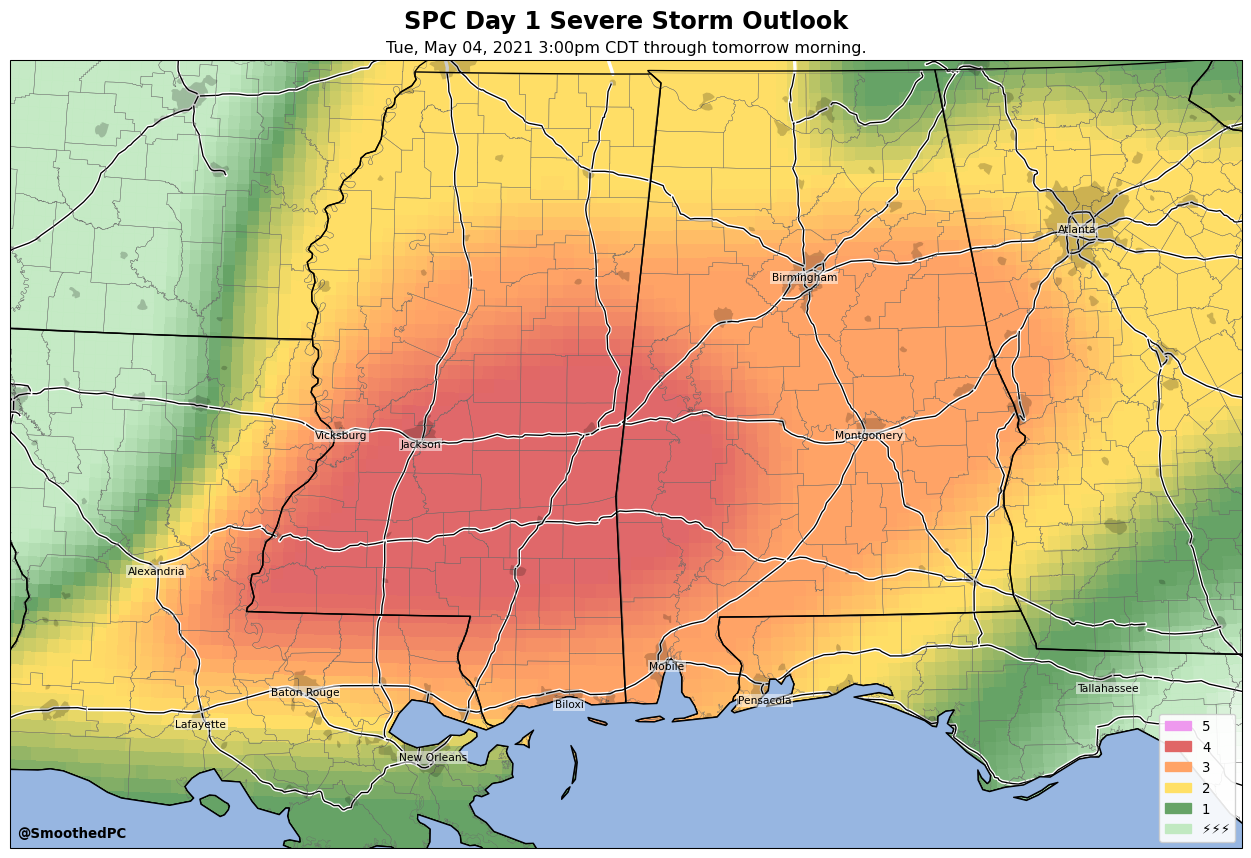 SPC Day 1 Severe Storm Outlook
Tue, May 04, 2021 3:00pm CDT through tomorrow morning.
Atlanta
Birmingham
Vicksburg
Jackson
Montgomery
Alexandria
Mobile
Tallahassee
Baton Rouge
Biloxi
Pensacola
Lafayette
New Orleans
5
4
3
2
1
⚡⚡⚡
@SmoothedPC